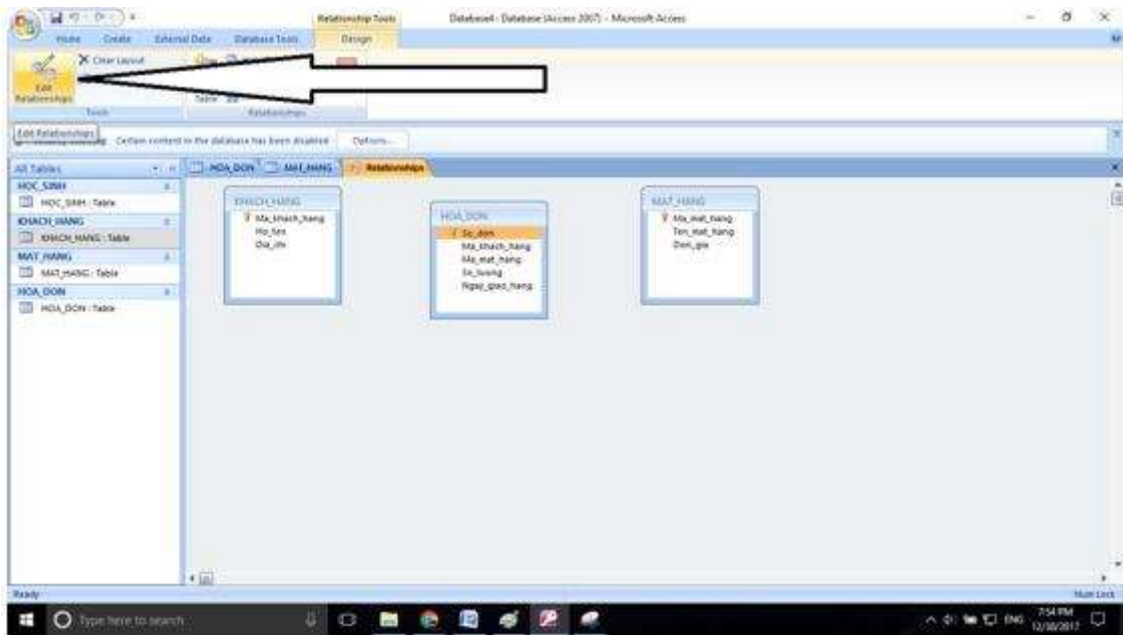 Relationship Tools
Database4 : Database (Access 2007) - Microsoft Access
Home Create External Data Database Tools Design
Clear Layout
Edit
Relationships
Table
Tools
Relationships
Edit Relationships
Certain content in the database has been disabled
Options...
All Tables
HOA_DON
MAT_HANG
Relationships
HOC_SINH
HOC_SINH : Table
KHACH_HANG
KHACH_HANG : Table
MAT_HANG
MAT_HANG : Table
HOA_DON
HOA_DON : Table
KHACH_HANG
Ma_khach_hang
Ho_ten
Dia_chi
HOA_DON
So_don
Ma_khach_hang
Ma_mat_hang
So_luong
Ngay_giao_hang
MAT_HANG
Ma_mat_hang
Ten_mat_hang
Don_gia
Ready
Num Lock
Type here to search
ENG
7:54 PM
12/30/2017